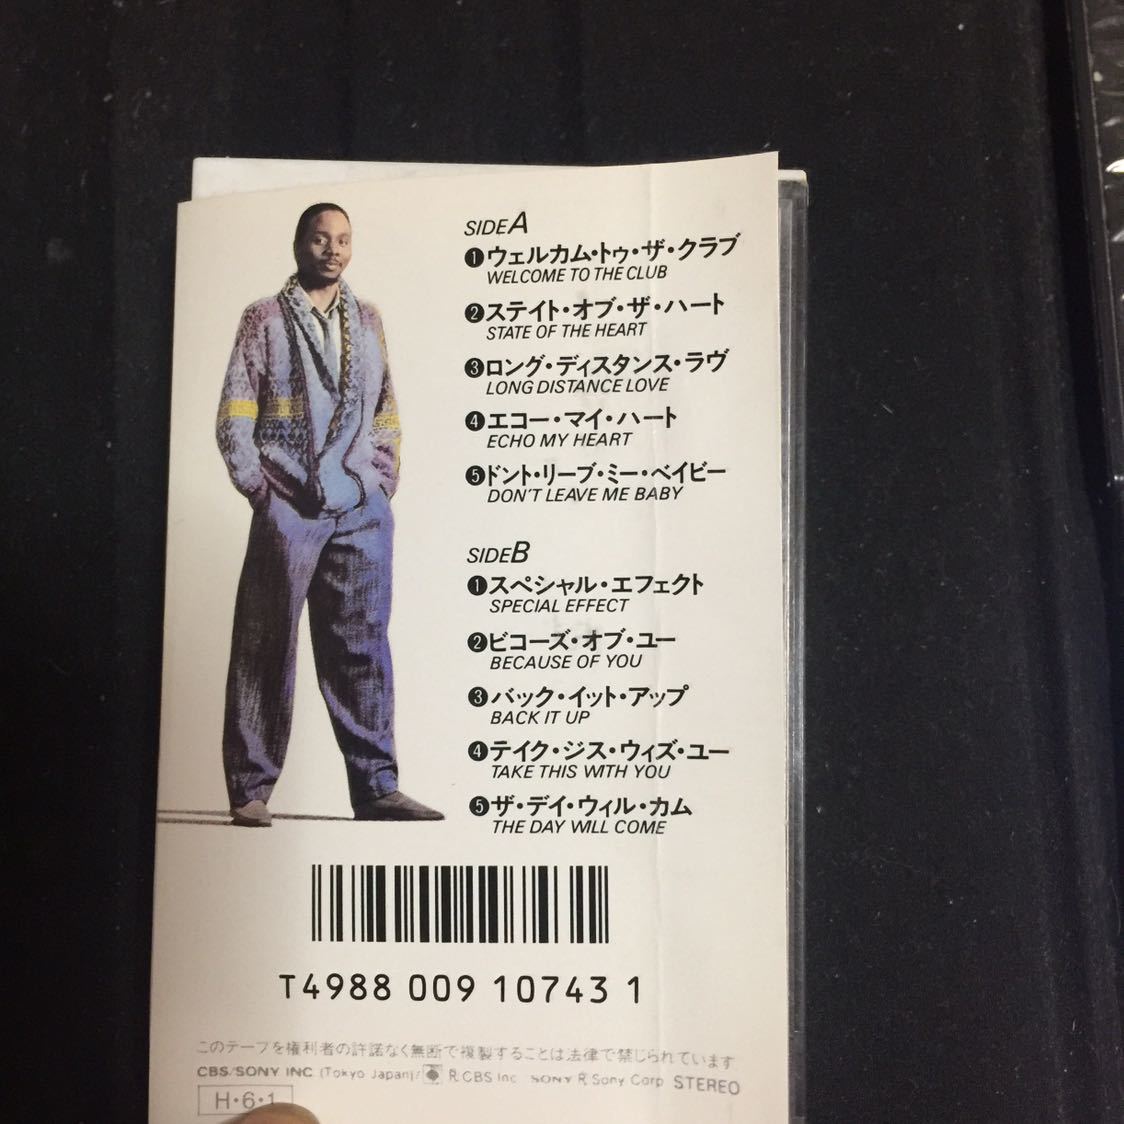 SIDE A
❶ウェルカム・トゥ・ザ・クラブ
WELCOME TO THE CLUB
❷ステイト・オブ・ザ・ハート
STATE OF THE HEART
❸ロング・ディスタンス・ラヴ
LONG DISTANCE LOVE
❹エコー・マイ・ハート
ECHO MY HEART
❺ドント・リーブ・ミー・ベイビー
DON'T LEAVE ME BABY
SIDE B
❶スペシャル・エフェクト
SPECIAL EFFECT
❷ビコーズ・オブ・ユー
BECAUSE OF YOU
❸バック・イット・アップ
BACK IT UP
❹テイク・ジス・ウィズ・ユー
TAKE THIS WITH YOU
❺ザ・デイ・ウィル・カム
THE DAY WILL COME
T4988 009 10743 1
このテープを権利者の許諾なく無断で複製することは法律で禁じられています
CBS/SONY INC (Tokyo Japan)/ R.CBS Inc SONY R Sony Corp STEREO
H・6・1